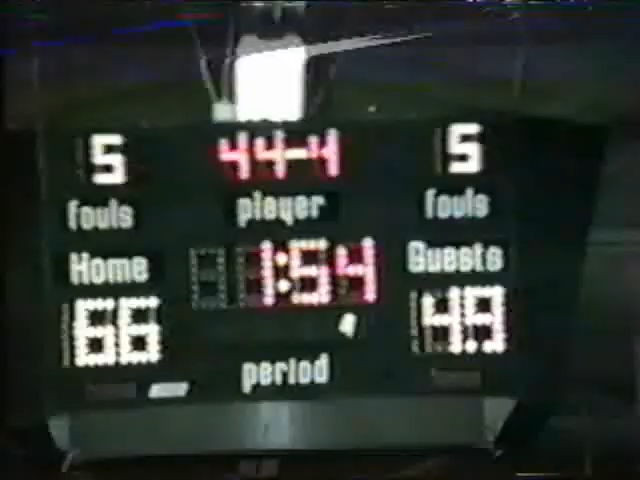 5 44-4 5
fouls player fouls
Home 1:54 Guests
66 49
period